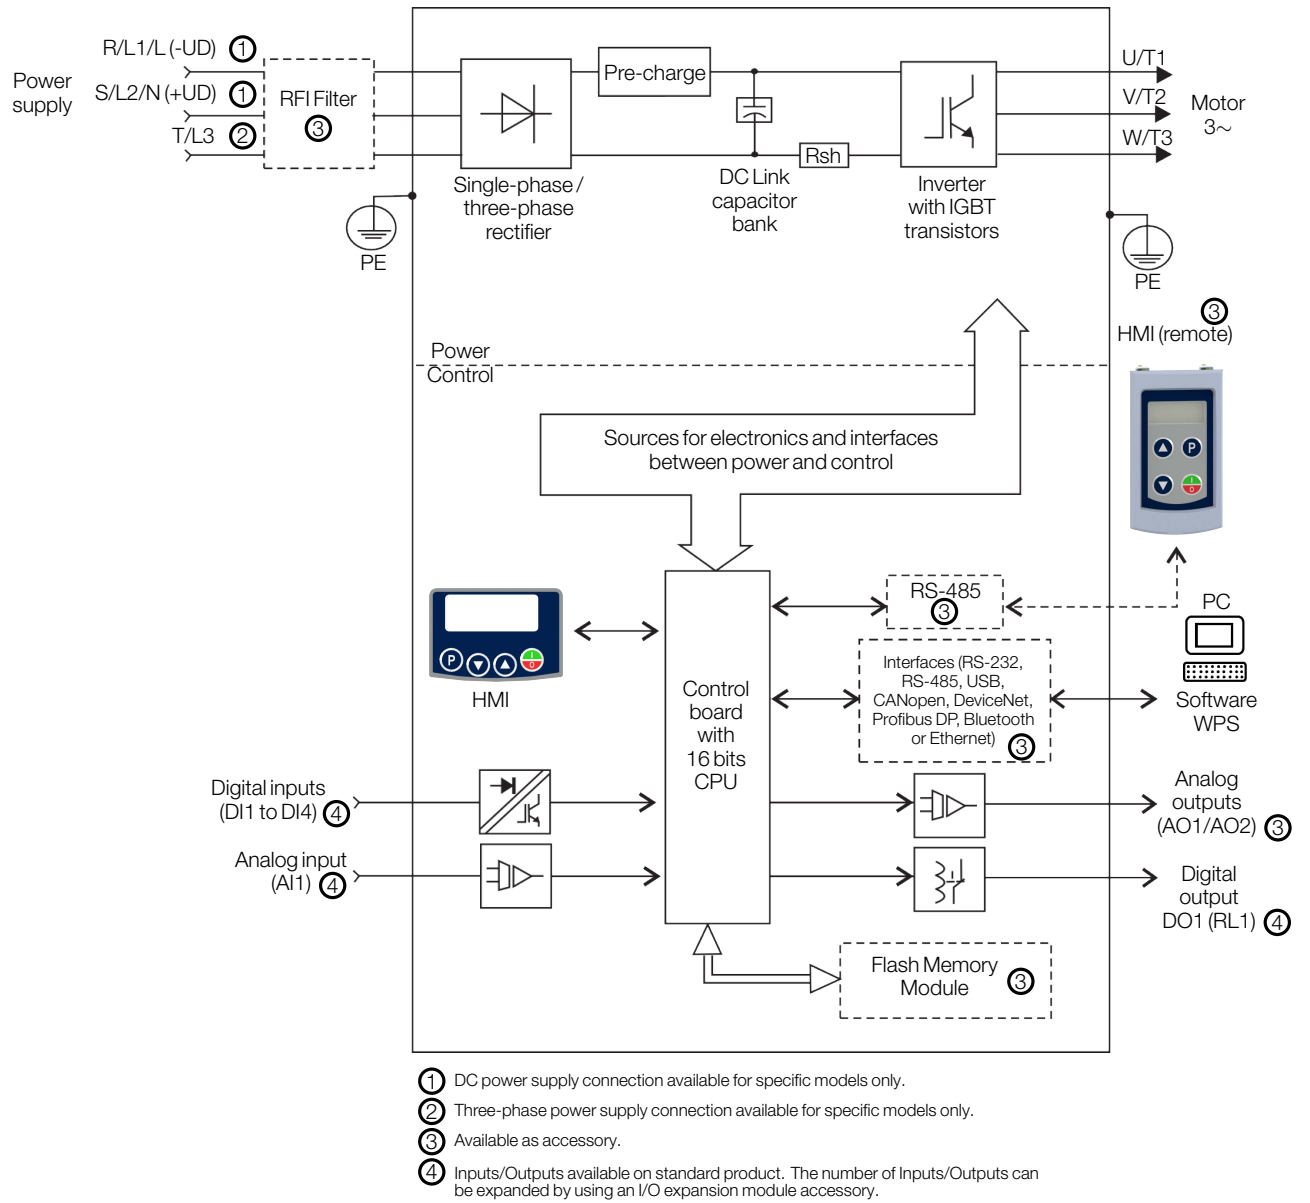 R/L1/L (-UD) 1
Power
supply
S/L2/N (+UD) 1
T/L3 2
RFI Filter
3
Pre-charge
Rsh
U/T1
V/T2
W/T3
Motor
3~
Single-phase /
three-phase
rectifier
DC Link
capacitor
bank
Inverter
with IGBT
transistors
PE
PE
3
HMI (remote)
P
I
0
Power
Control
Sources for electronics and interfaces
between power and control
P
I
0
HMI
Control
board
with
16 bits
CPU
RS-485
3
Interfaces (RS-232,
RS-485, USB,
CANopen, DeviceNet,
Profibus DP, Bluetooth
or Ethernet) 3
PC
Software
WPS
Digital inputs
(DI1 to DI4) 4
Analog input
(AI1) 4
Analog
outputs
(AO1/AO2) 3
Digital
output
DO1 (RL1) 4
Flash Memory
Module 3
1 DC power supply connection available for specific models only.
2 Three-phase power supply connection available for specific models only.
3 Available as accessory.
4 Inputs/Outputs available on standard product. The number of Inputs/Outputs can
be expanded by using an I/O expansion module accessory.